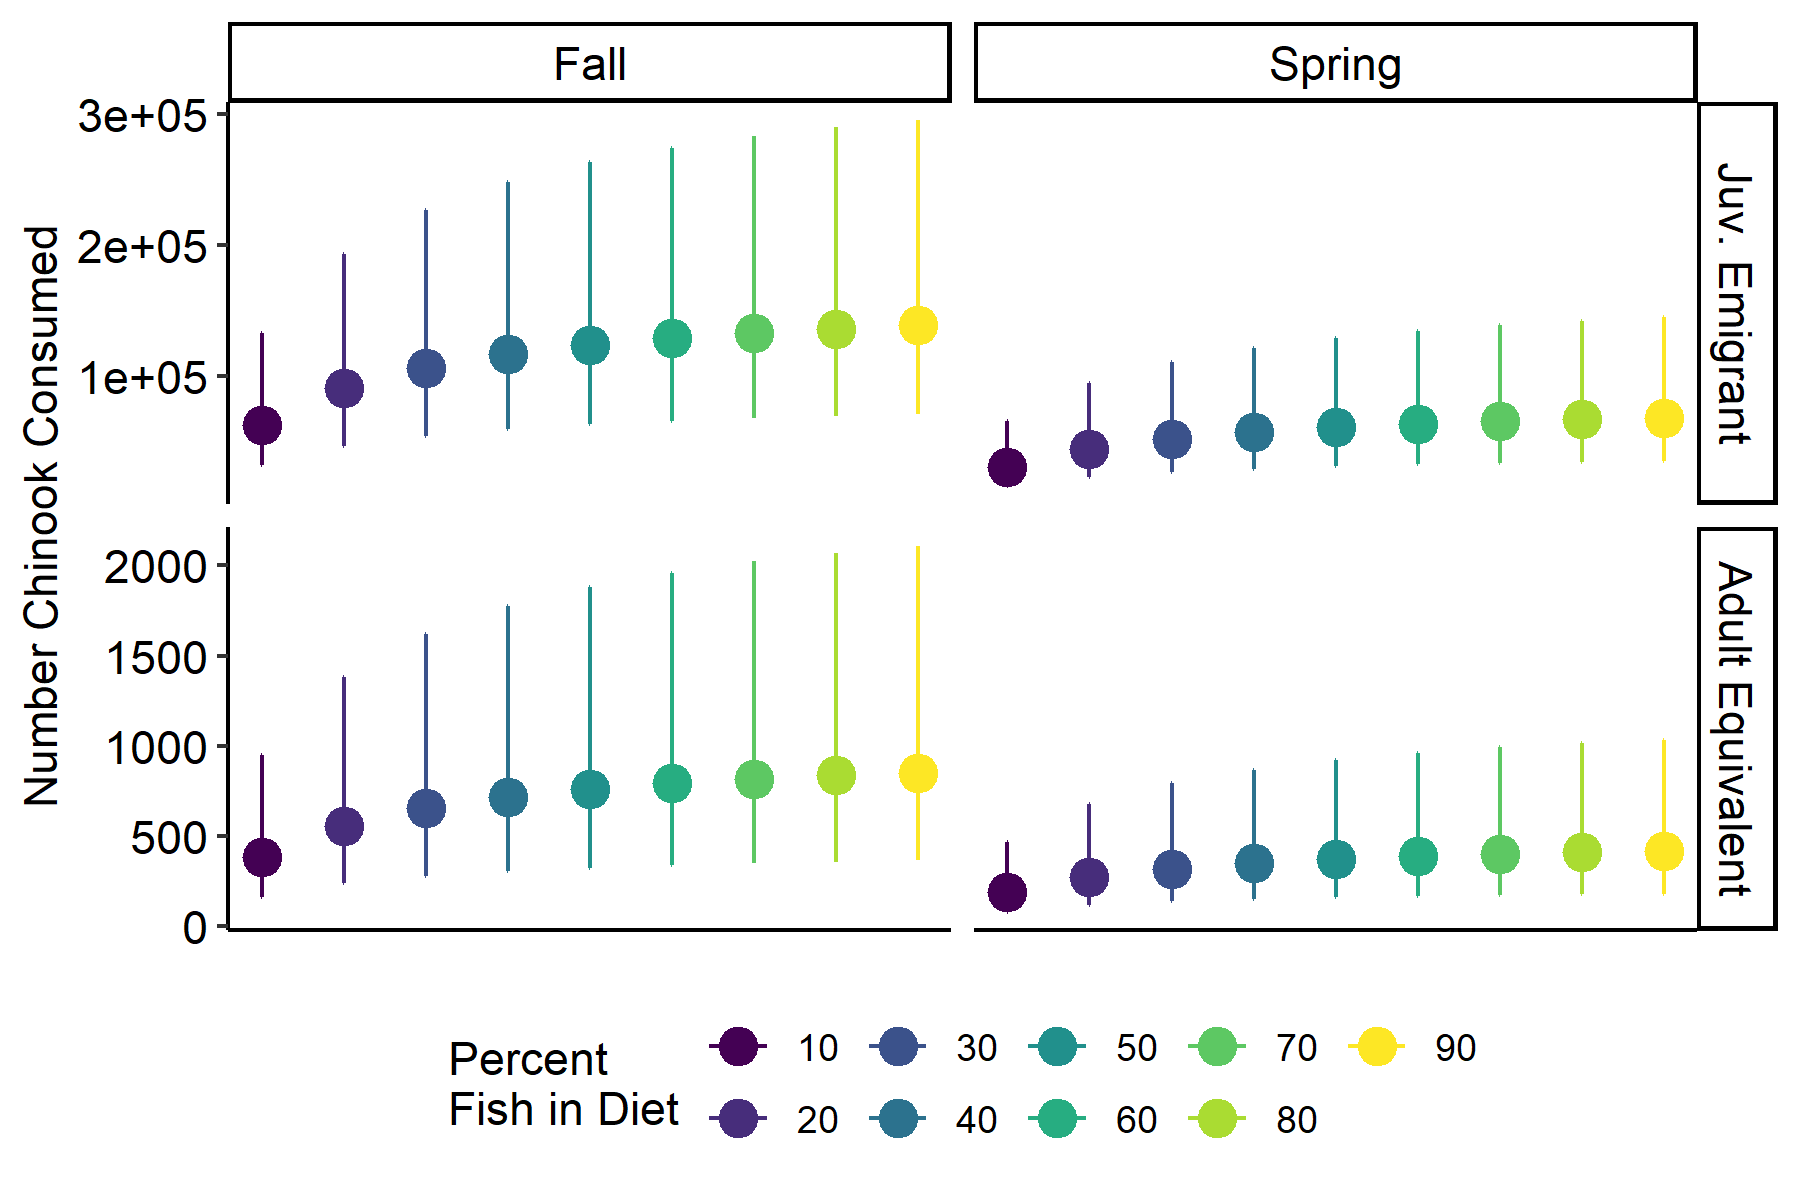 Fall
Spring
Number Chinook Consumed
3e+05
2e+05
1e+05
Juv. Emigrant
2000
1500
1000
500
0
Adult Equivalent
Percent
Fish in Diet
10
30
50
70
90
20
40
60
80